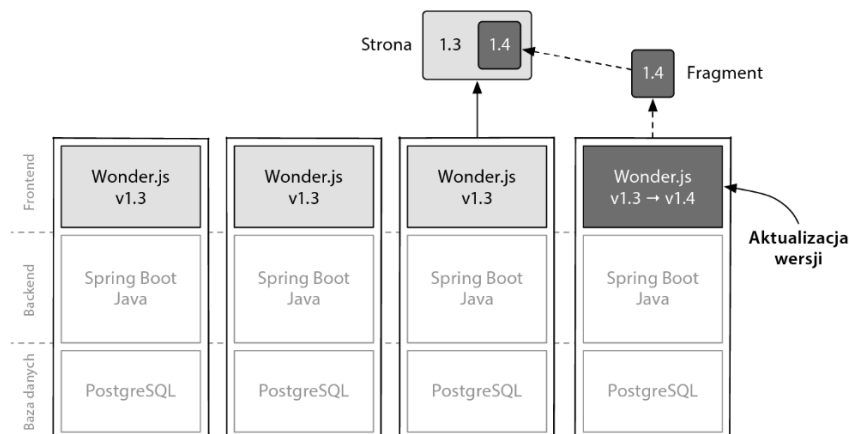 Strona
1.3
1.4
1.4
Fragment
Frontend
Wonder.js
v1.3
Wonder.js
v1.3
Wonder.js
v1.3
Wonder.js
v1.3 → v1.4
Aktualizacja
wersji
Backend
Spring Boot
Java
Spring Boot
Java
Spring Boot
Java
Spring Boot
Java
Baza danych
PostgreSQL
PostgreSQL
PostgreSQL
PostgreSQL